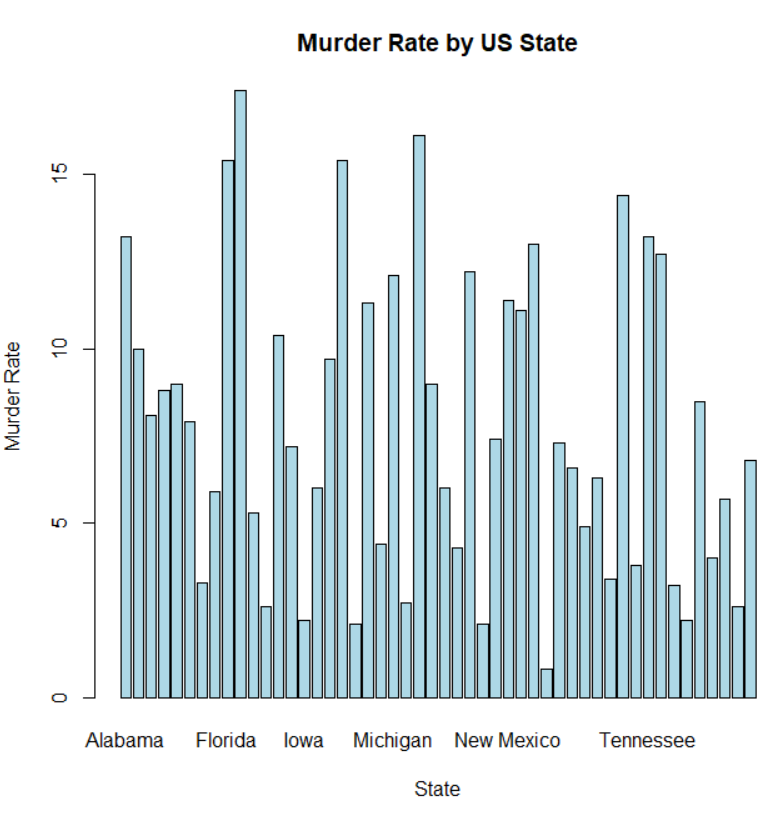 Murder Rate by US State
Murder Rate
15
10
5
0
Alabama Florida Iowa Michigan New Mexico Tennessee
State